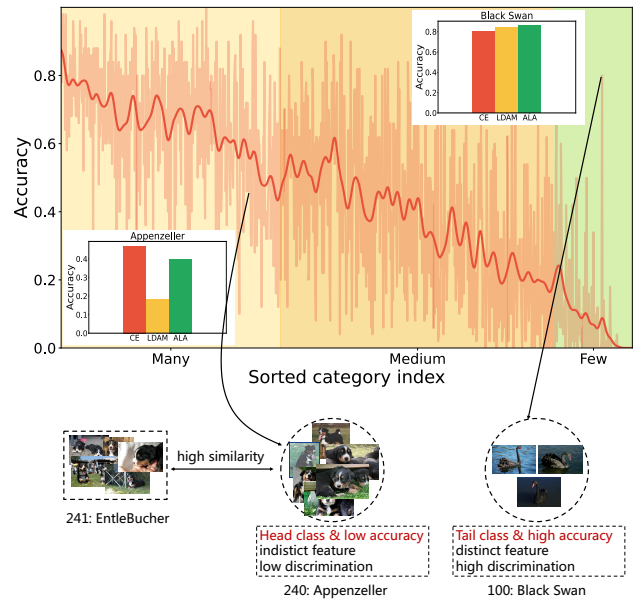 Accuracy
0.8
0.6
0.4
0.2
0.0
Black Swan
Accuracy
0.8
0.6
0.4
0.2
0.0
CE LDAM ALA
Appenzeller
Accuracy
0.4
0.3
0.2
0.1
0.0
CE LDAM ALA
Many Medium Few
Sorted category index
high similarity
241: EntleBucher
Head class & low accuracy
indistict feature
low discrimination
240: Appenzeller
Tail class & high accuracy
distinct feature
high discrimination
100: Black Swan